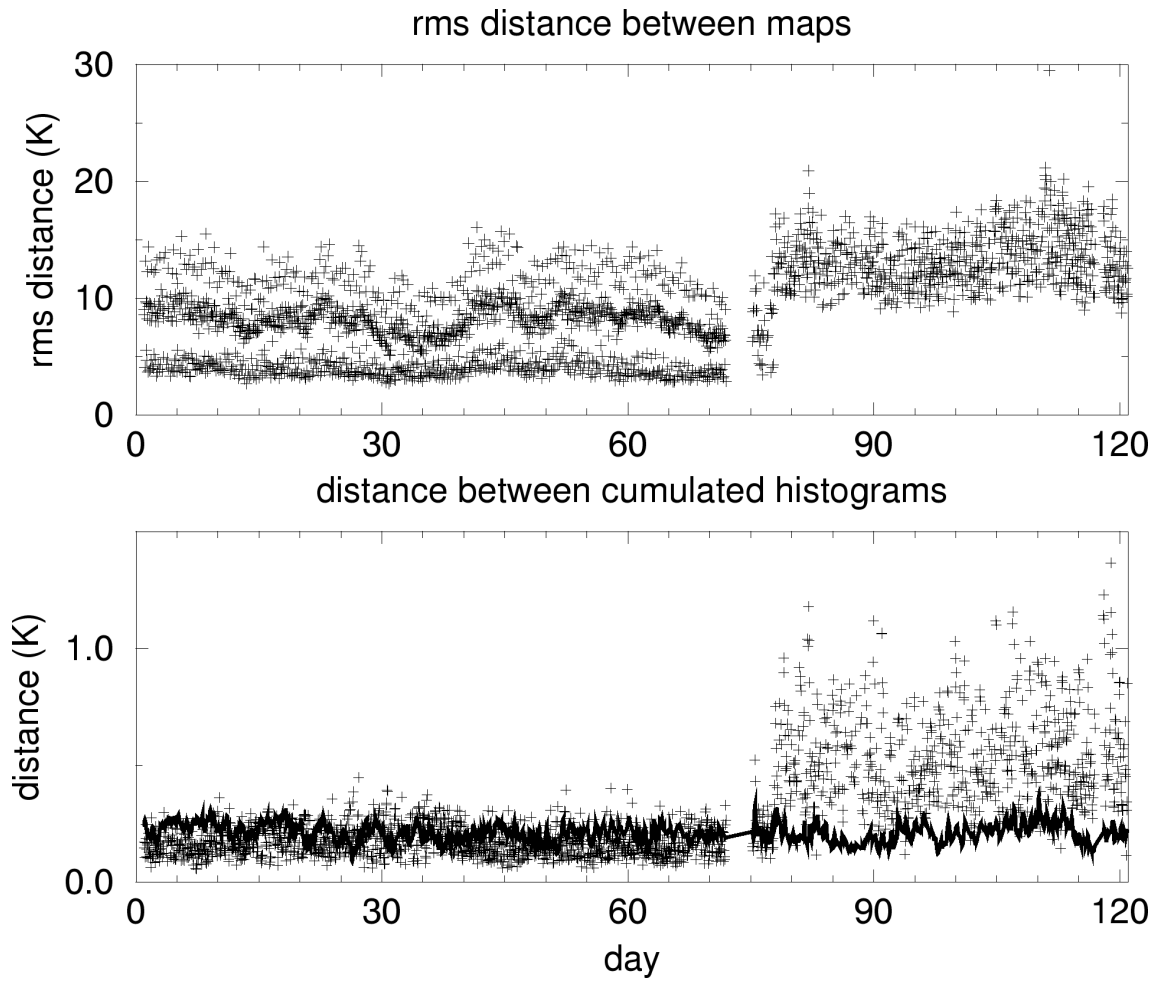 rms distance between maps
30
20
10
0
rms distance (K)
0 30 60 90 120
distance between cumulated histograms
1.0
0.0
distance (K)
0 30 60 90 120
day